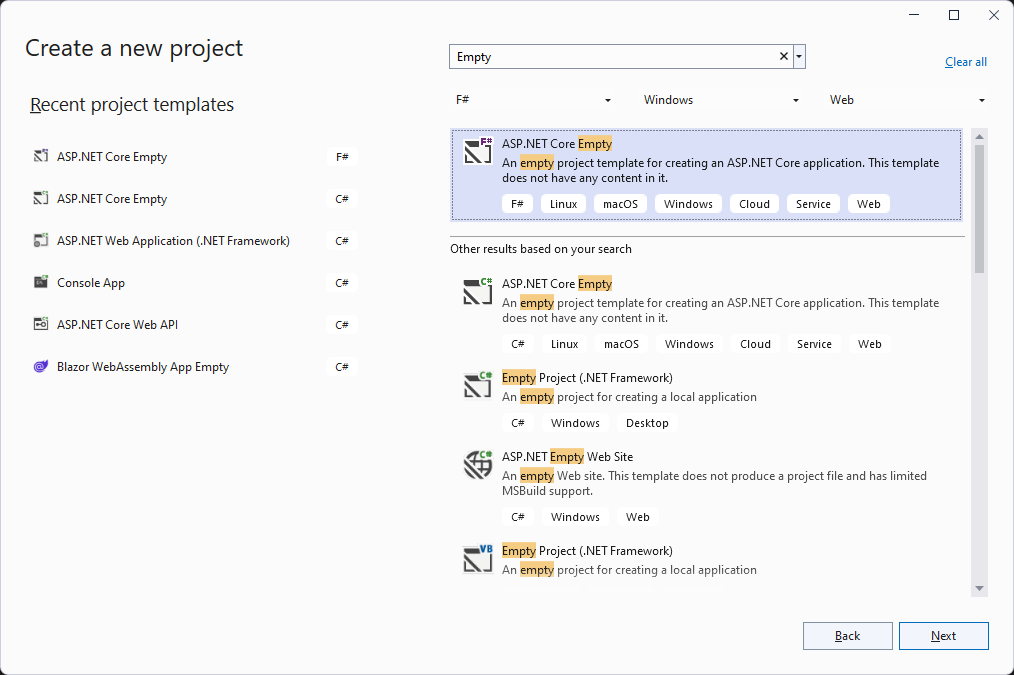 Create a new project
Recent project templates
ASP.NET Core Empty F#
ASP.NET Core Empty C#
ASP.NET Web Application (.NET Framework) C#
Console App C#
ASP.NET Core Web API C#
Blazor WebAssembly App Empty C#
Empty
Clear all
F# Windows Web
F#
ASP.NET Core Empty
An empty project template for creating an ASP.NET Core application. This template
does not have any content in it.
F# Linux macOS Windows Cloud Service Web
Other results based on your search
C#
ASP.NET Core Empty
An empty project template for creating an ASP.NET Core application. This template
does not have any content in it.
C# Linux macOS Windows Cloud Service Web
C#
Empty Project (.NET Framework)
An empty project for creating a local application
C# Windows Desktop
C#
ASP.NET Empty Web Site
An empty Web site. This template does not produce a project file and has limited
MSBuild support.
C# Windows Web
VB
Empty Project (.NET Framework)
An empty project for creating a local application
Back Next